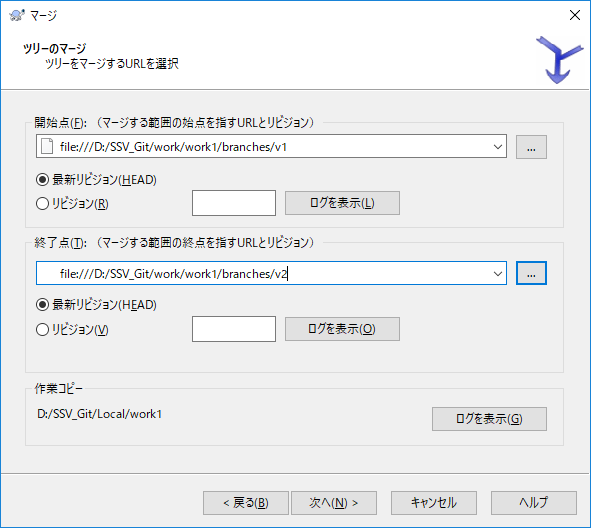 マージ
ツリーのマージ
ツリーをマージするURLを選択
開始点(F): （マージする範囲の始点を指すURLとリビジョン）
file:///D:/SSV_Git/work/work1/branches/v1
...
最新リビジョン(HEAD)
リビジョン(R)
ログを表示(L)
終了点(T): （マージする範囲の終点を指すURLとリビジョン）
file:///D:/SSV_Git/work/work1/branches/v2
...
最新リビジョン(HEAD)
リビジョン(V)
ログを表示(O)
作業コピー
D:/SSV_Git/Local/work1
ログを表示(G)
< 戻る(B)
次へ(N) >
キャンセル
ヘルプ